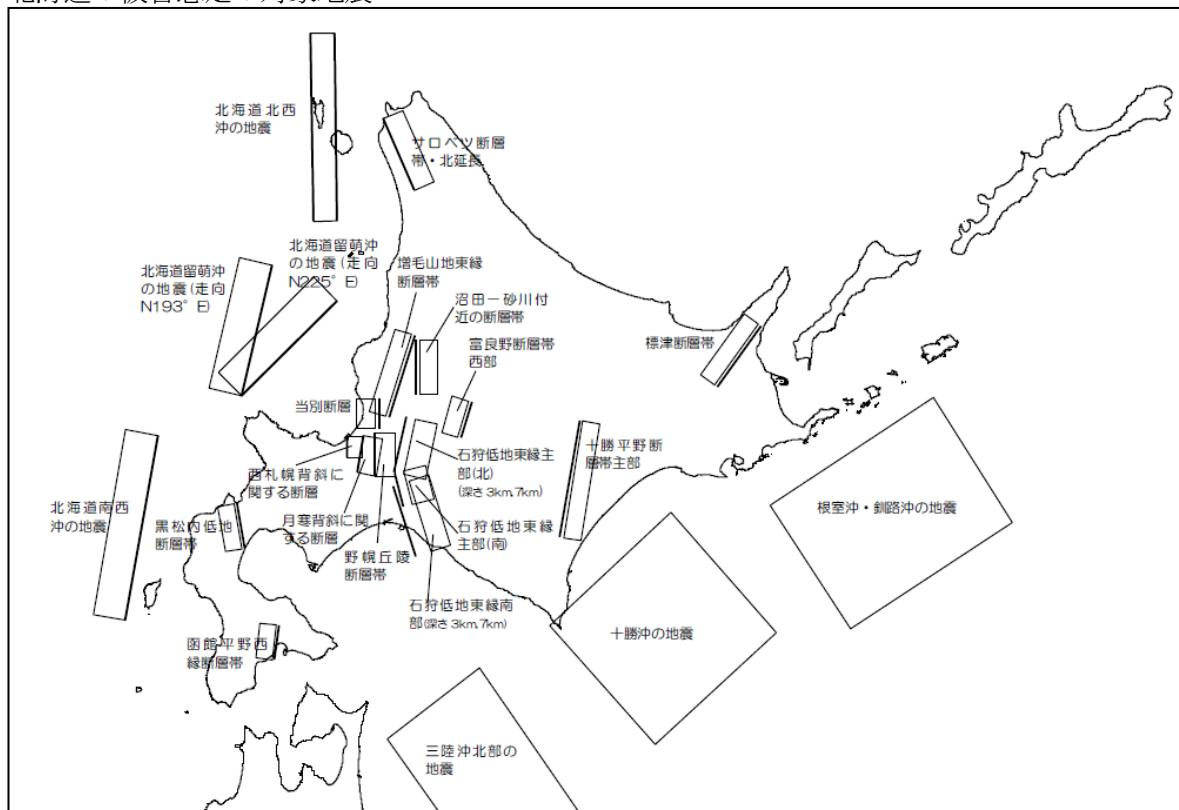 北海道北西
沖の地震
サロベツ断層
帯・北延長
北海道留萌沖
の地震(走向
N225°E)
北海道留萌沖
の地震(走向
N193°E)
増毛山地東縁
断層帯
沼田－砂川付
近の断層帯
富良野断層帯
西部
標津断層帯
当別断層
西札幌背斜に
関する断層
月寒背斜に関
する断層
野幌丘陵
断層帯
石狩低地東縁主
部(北)
(深さ3km,7km)
石狩低地東縁
主部(南)
石狩低地東縁南
部(深さ3km,7km)
十勝平野断
層帯主部
北海道南西
沖の地震
黒松内低地
断層帯
函館平野西
縁断層帯
根室沖・釧路沖の地震
十勝沖の地震
三陸沖北部の
地震